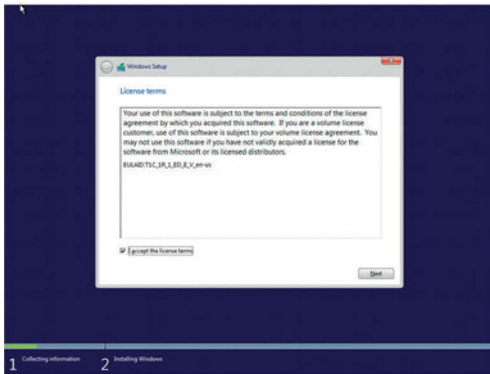 Windows Setup
License terms
Your use of this software is subject to the terms and conditions of the license
agreement by which you acquired this software. If you are a volume license
customer, use of this software is subject to your volume license agreement. You
may not use this software if you have not validly acquired a license for the
software from Microsoft or its licensed distributors.
EULAID:T1C_1R_1_ED_E_V_en-us
I accept the license terms
Next
1 Collecting information
2 Installing Windows